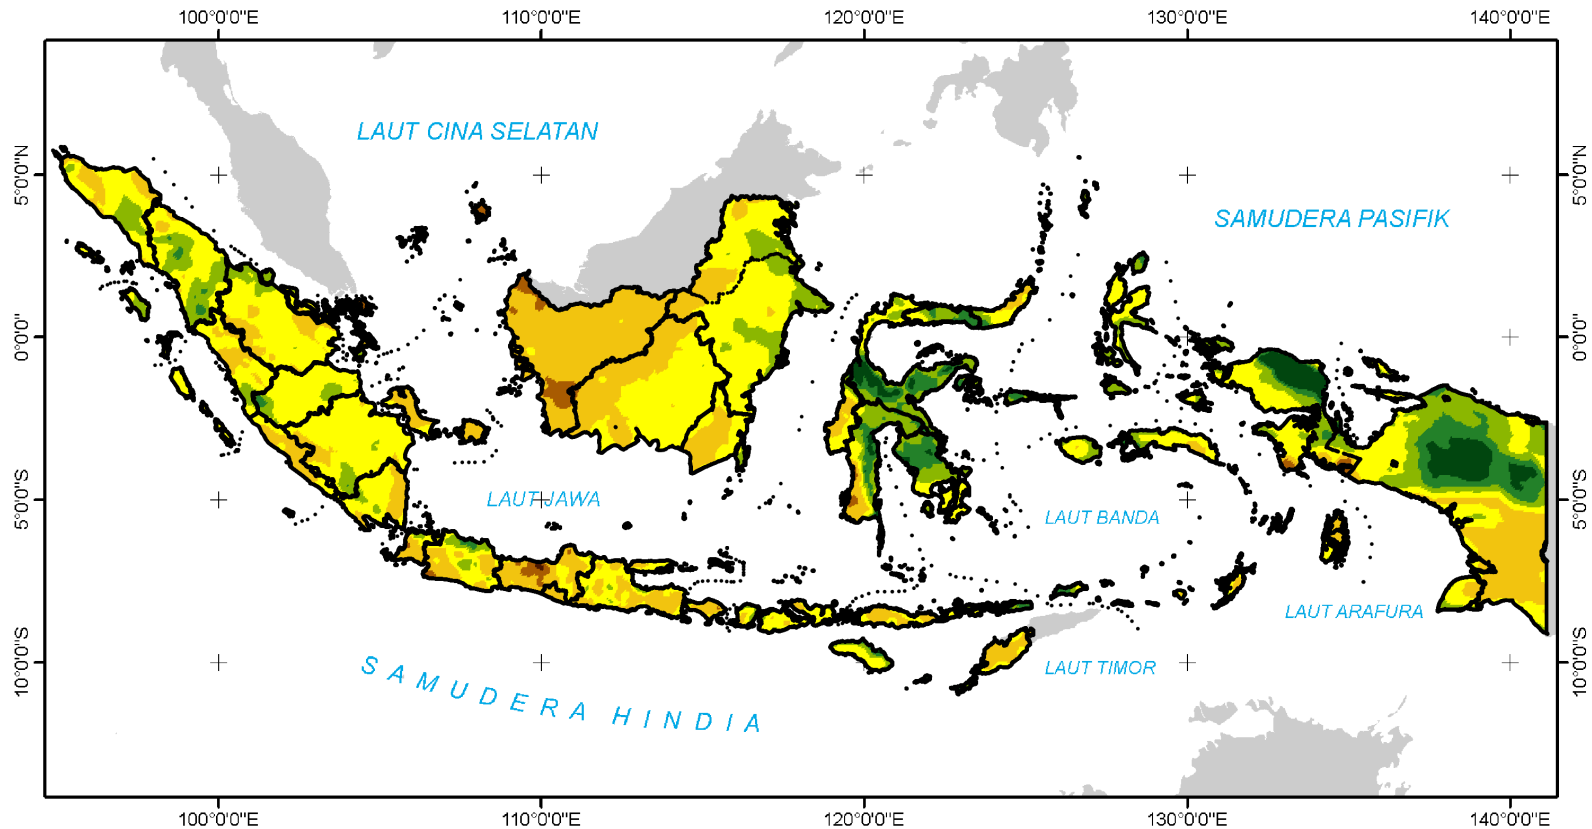 100°0'0"E 110°0'0"E 120°0'0"E 130°0'0"E 140°0'0"E
LAUT CINA SELATAN
5°0'0"N 5°0'0"N
SAMUDERA PASIFIK
0°0'0" 0°0'0"
LAUT JAWA
5°0'0"S 5°0'0"S
LAUT BANDA
LAUT ARAFURA
10°0'0"S 10°0'0"S
LAUT TIMOR
SAMUDERA HINDIA
100°0'0"E 110°0'0"E 120°0'0"E 130°0'0"E 140°0'0"E